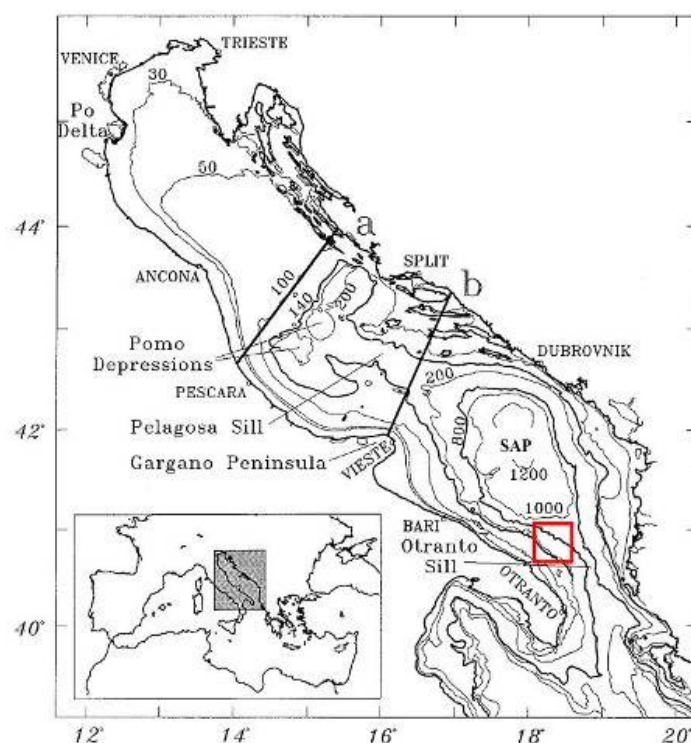 TRIESTE
VENICE
30
Po
Delta
50
44°
a
ANCONA
100
SPLIT
b
140
200
Pomo
Depressions
DUBROVNIK
PESCARA
200
Pelagosa Sill
800
SAP
42°
Gargano Peninsula
VIESTE
1200
1000
BARI
Otranto
Sill
OTRANTO
40°
12°
14°
16°
18°
20°